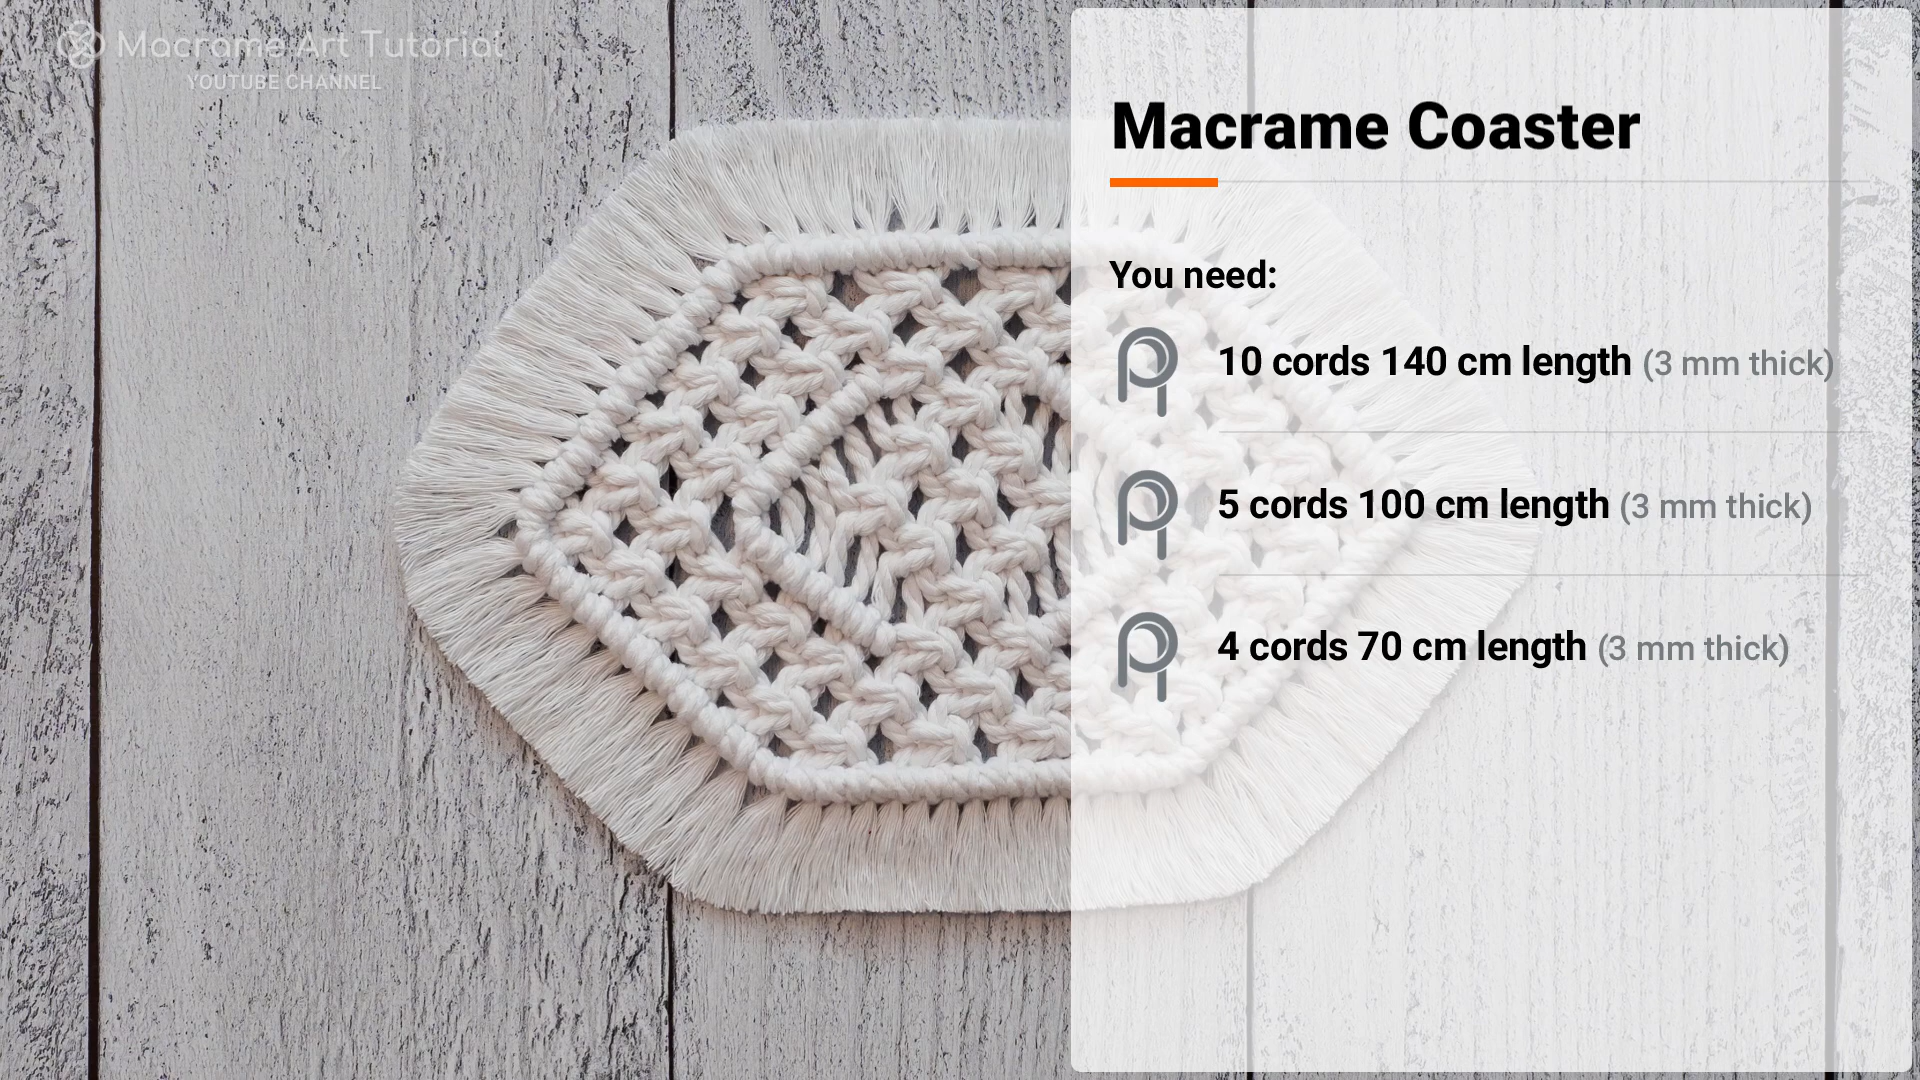 Macrame Art Tutorial
YOUTUBE CHANNEL
Macrame Coaster
You need:
10 cords 140 cm length (3 mm thick)
5 cords 100 cm length (3 mm thick)
4 cords 70 cm length (3 mm thick)